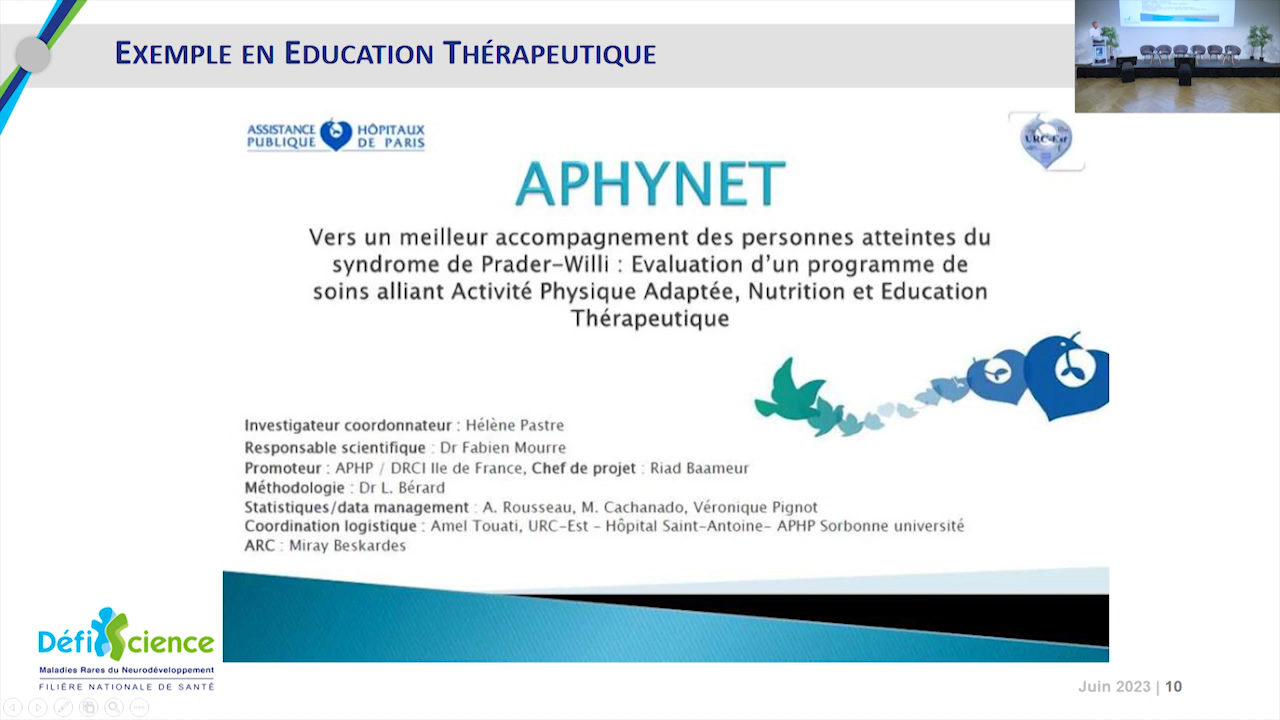 EXEMPLE EN EDUCATION THÉRAPEUTIQUE
ASSISTANCE HÔPITAUX
PUBLIQUE DE PARIS
URC-Est
APHYNET
Vers un meilleur accompagnement des personnes atteintes du
syndrome de Prader-Willi : Evaluation d'un programme de
soins alliant Activité Physique Adaptée, Nutrition et Education
Thérapeutique
Investigateur coordonnateur : Hélène Pastre
Responsable scientifique : Dr Fabien Mourre
Promoteur : APHP / DRCI Ile de France, Chef de projet : Riad Baameur
Méthodologie : Dr L. Bérard
Statistiques/data management : A. Rousseau, M. Cachanado, Véronique Pignot
Coordination logistique : Amel Touati, URC-Est – Hôpital Saint-Antoine– APHP Sorbonne université
ARC : Miray Beskardes
Défi Science
Maladies Rares du Neurodéveloppement
FILIÈRE NATIONALE DE SANTÉ
Juin 2023 | 10